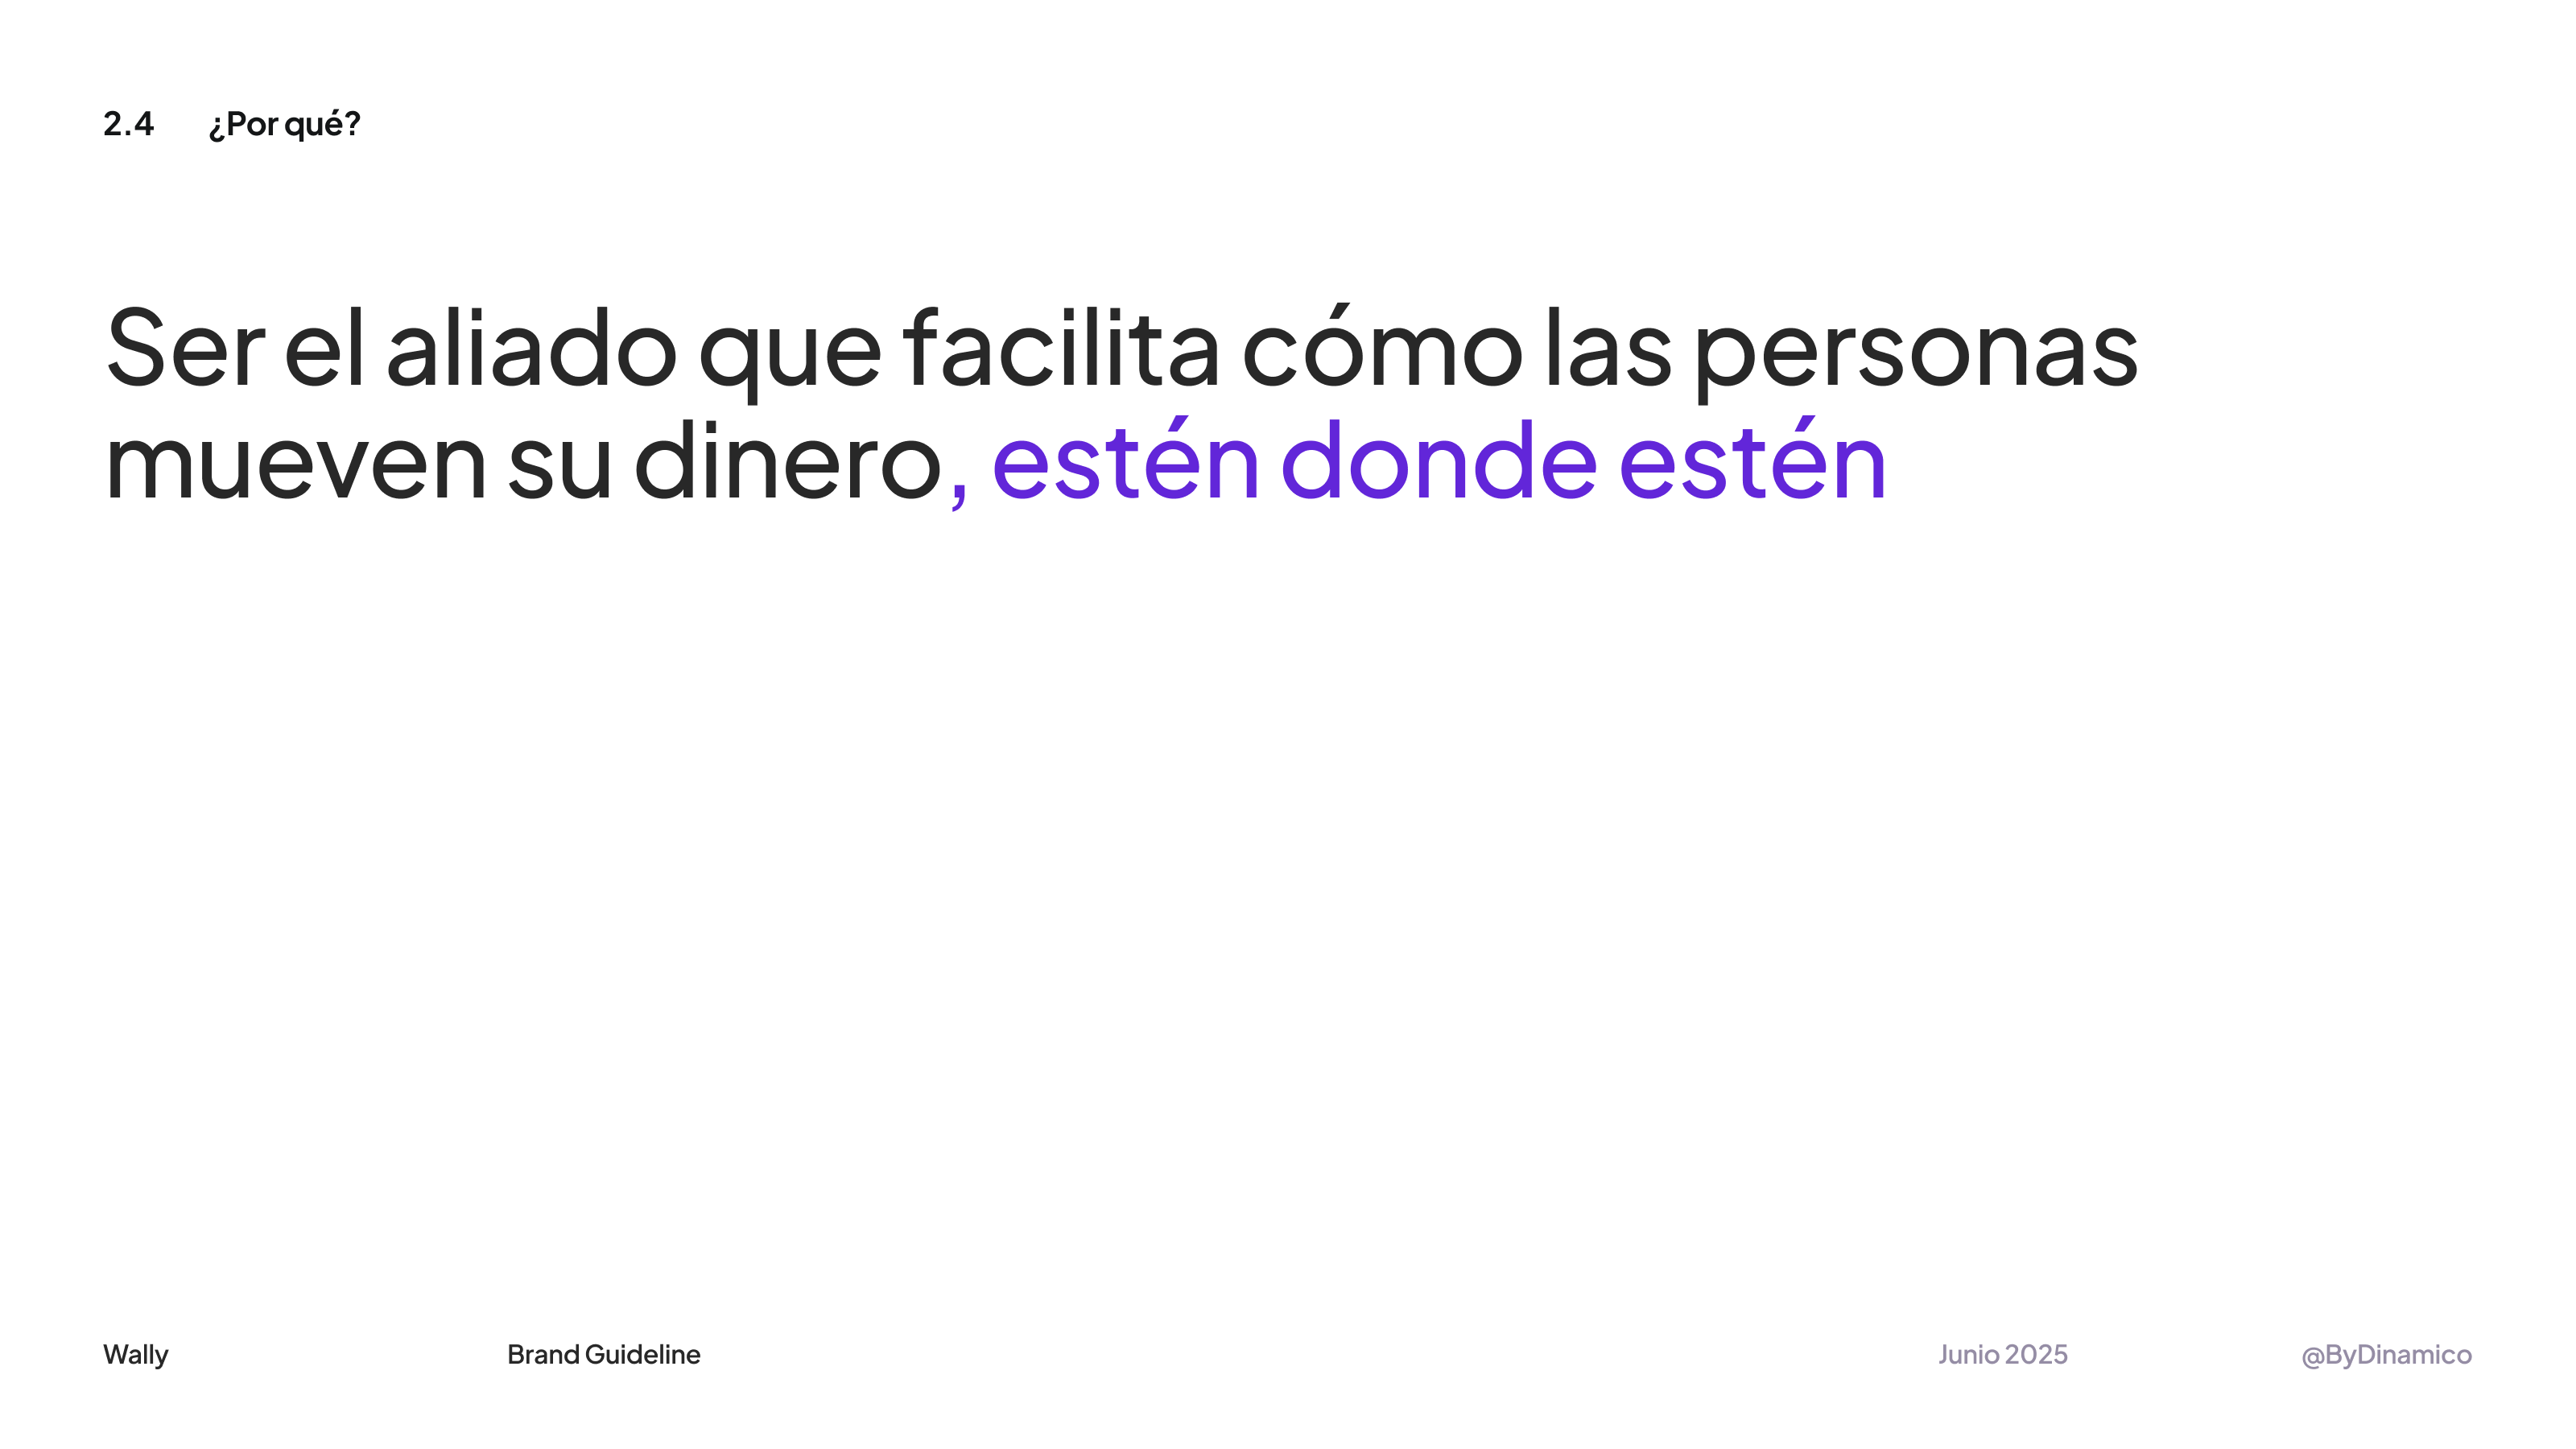 2.4 ¿Por qué?
Ser el aliado que facilita cómo las personas
mueven su dinero, estén donde estén
Wally Brand Guideline Junio 2025 @ByDinamico